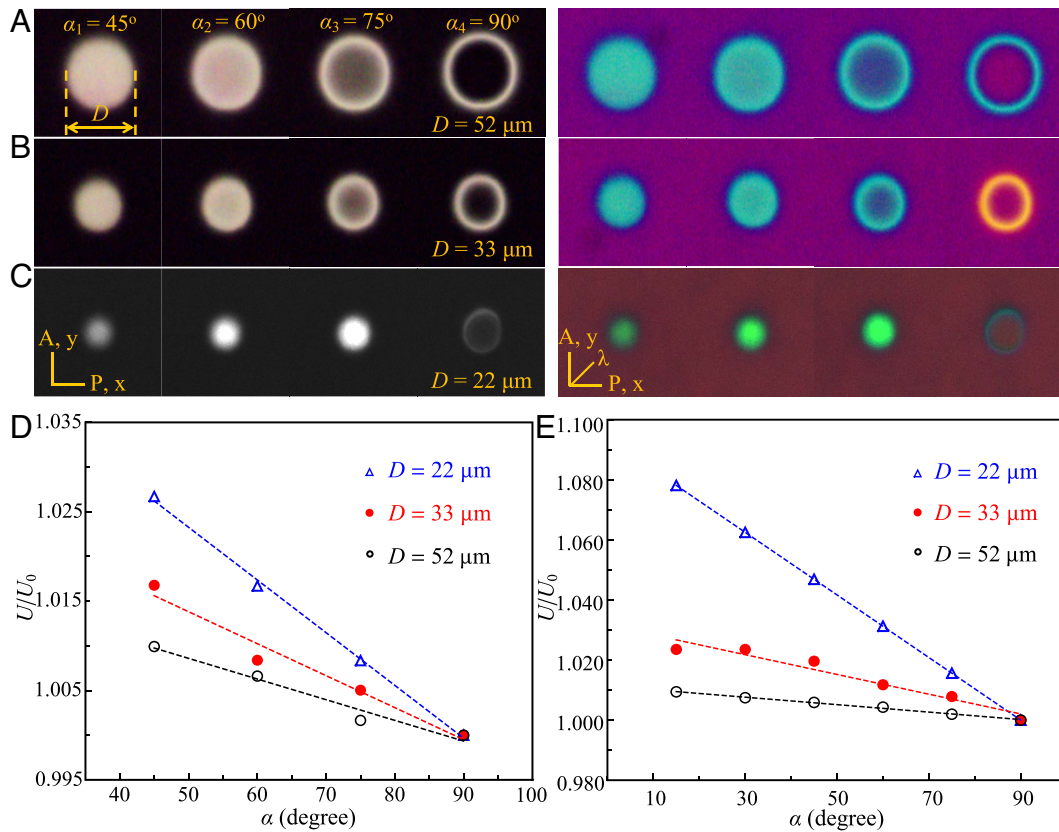 A
α₁ = 45° α₂ = 60° α₃ = 75° α₄ = 90°
D
D = 52 μm
B
D = 33 μm
C
A, y
P, x
D = 22 μm
A, y
λ
P, x
D
1.035
1.025
1.015
1.005
0.995
U/U₀
D = 22 μm
D = 33 μm
D = 52 μm
40 50 60 70 80 90 100
α (degree)
E
1.100
1.080
1.060
1.040
1.020
1.000
0.980
U/U₀
D = 22 μm
D = 33 μm
D = 52 μm
10 30 50 70 90
α (degree)